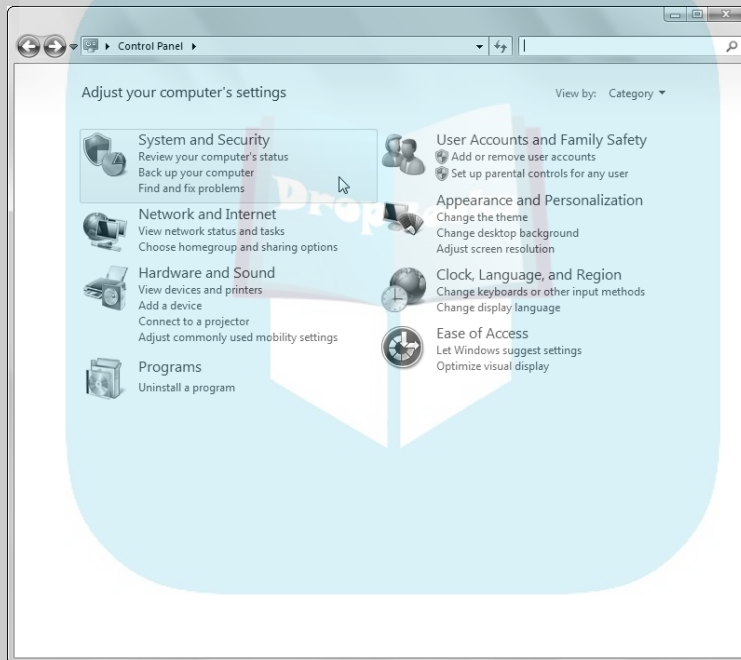 Control Panel
Adjust your computer's settings
View by: Category
System and Security
Review your computer's status
Back up your computer
Find and fix problems
Network and Internet
View network status and tasks
Choose homegroup and sharing options
Hardware and Sound
View devices and printers
Add a device
Connect to a projector
Adjust commonly used mobility settings
Programs
Uninstall a program
User Accounts and Family Safety
Add or remove user accounts
Set up parental controls for any user
Appearance and Personalization
Change the theme
Change desktop background
Adjust screen resolution
Clock, Language, and Region
Change keyboards or other input methods
Change display language
Ease of Access
Let Windows suggest settings
Optimize visual display